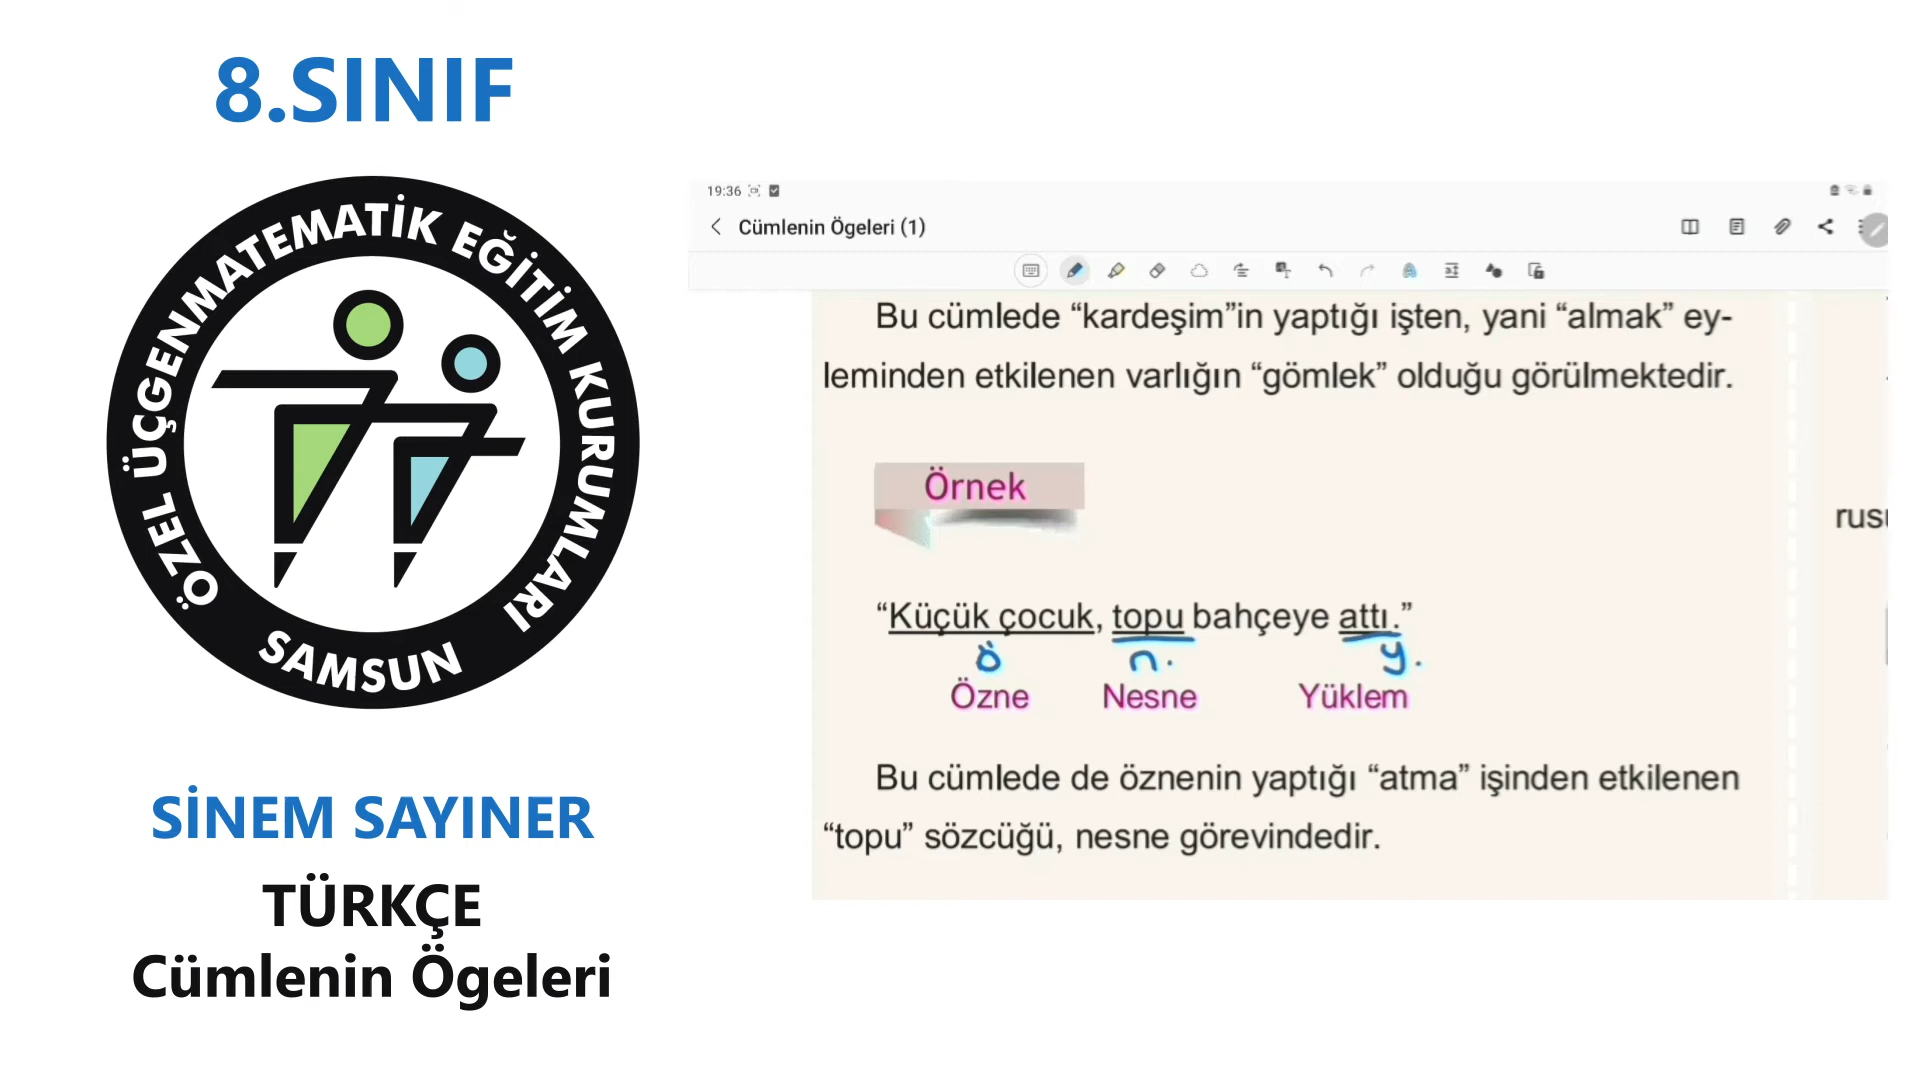 8.SINIF
ÖZEL ÜÇGENMATEMATİK EĞİTİM KURUMLARI
SAMSUN
SİNEM SAYINER
TÜRKÇE
Cümlenin Ögeleri
19:36
Cümlenin Ögeleri (1)
Bu cümlede “kardeşim”in yaptığı işten, yani “almak” ey-
leminden etkilenen varlığın “gömlek” olduğu görülmektedir.
Örnek
“Küçük çocuk, topu bahçeye attı.”
ö n. y.
Özne Nesne Yüklem
Bu cümlede de öznenin yaptığı “atma” işinden etkilenen
“topu” sözcüğü, nesne görevindedir.